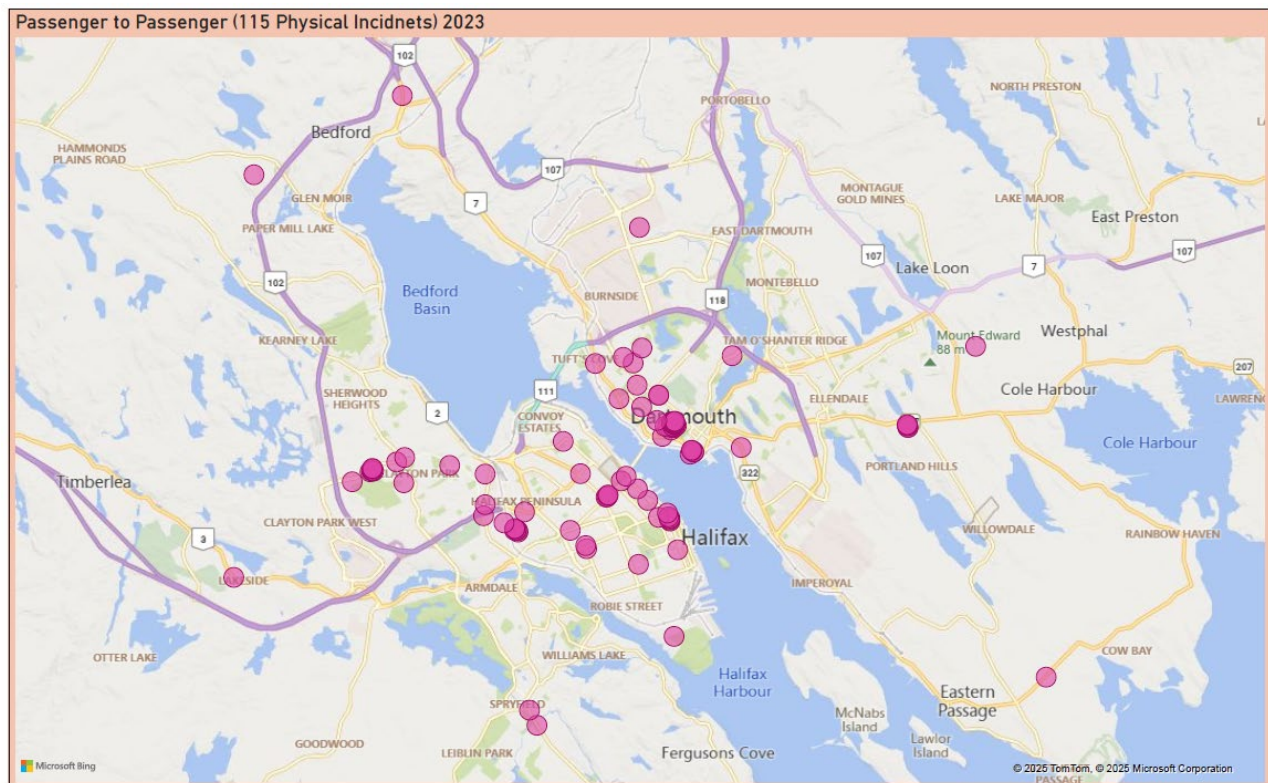 Passenger to Passenger (115 Physical Incidnets) 2023
102
NORTH PRESTON
PORTOBELLO
Bedford
HAMMONDS
PLAINS ROAD
107
107
MONTAGUE
GOLD MINES
LAKE MAJOR
GLEN MOIR
7
East Preston
PAPER MILL LAKE
EAST DARTMOUTH
107
107
7
Lake Loon
102
MONTEBELLO
Bedford
Basin
BURNSIDE
118
Mount Edward
88 m
Westphal
KEARNEY LAKE
TAM O'SHANTER RIDGE
207
111
Cole Harbour
SHERWOOD
HEIGHTS
ELLENDALE
2
CONVOY
ESTATES
Dartmouth
Cole Harbour
PORTLAND HILLS
322
Timberlea
HALIFAX PENINSULA
CLAYTON PARK WEST
WILLOWDALE
RAINBOW HAVEN
3
Halifax
LAKESIDE
IMPEROYAL
ARMDALE
ROBIE STREET
OTTER LAKE
WILLIAMS LAKE
COW BAY
Halifax
Harbour
Eastern
Passage
SPRYFIELD
McNabs
Island
GOODWOOD
LEIBLIN PARK
Fergusons Cove
Lawlor
Island
Microsoft Bing
© 2025 TomTom, © 2025 Microsoft Corporation
PASSAGE